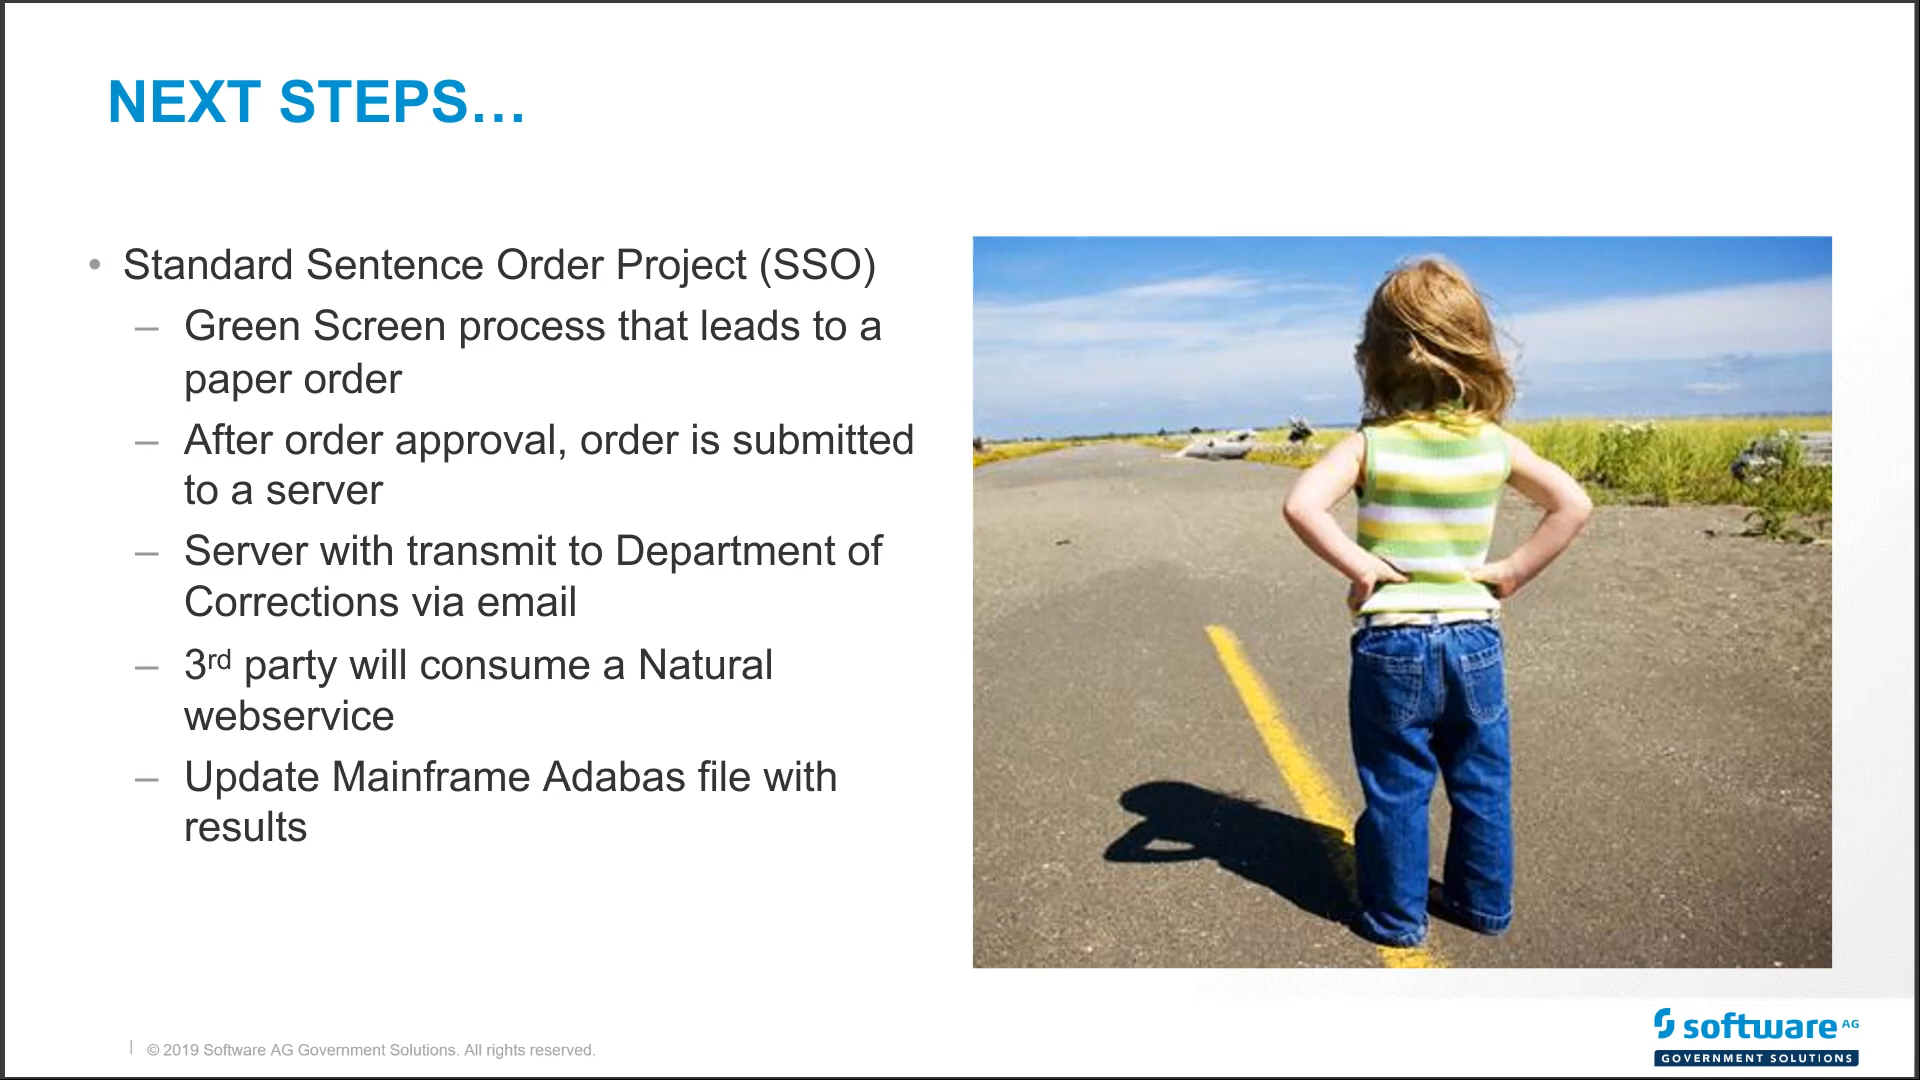 NEXT STEPS…
• Standard Sentence Order Project (SSO)
– Green Screen process that leads to a
paper order
– After order approval, order is submitted
to a server
– Server with transmit to Department of
Corrections via email
– 3rd party will consume a Natural
webservice
– Update Mainframe Adabas file with
results
| © 2019 Software AG Government Solutions. All rights reserved.
software AG
GOVERNMENT SOLUTIONS